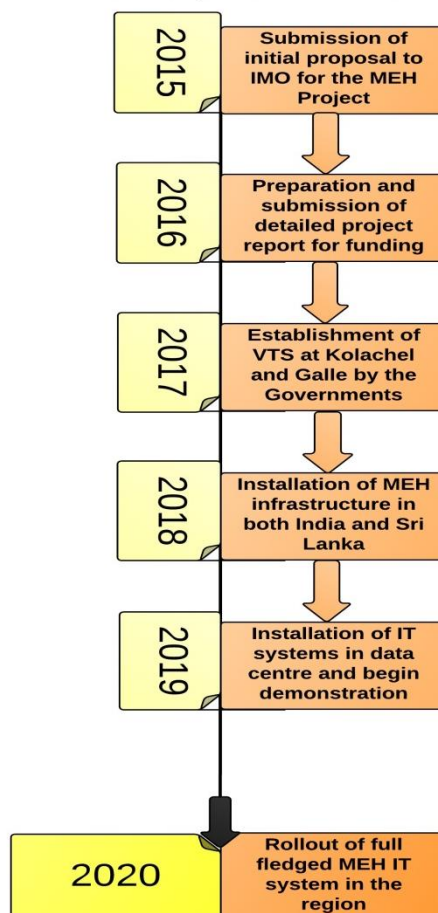 2015
Submission of
initial proposal to
IMO for the MEH
Project
2016
Preparation and
submission of
detailed project
report for funding
2017
Establishment of
VTS at Kolachel
and Galle by the
Governments
2018
Installation of MEH
infrastructure in
both India and Sri
Lanka
2019
Installation of IT
systems in data
centre and begin
demonstration
2020
Rollout of full
fledged MEH IT
system in the
region